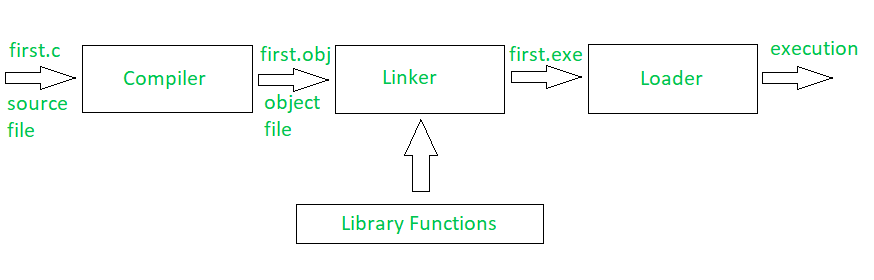 first.c
source
file
Compiler
first.obj
object
file
Linker
first.exe
Loader
execution
Library Functions